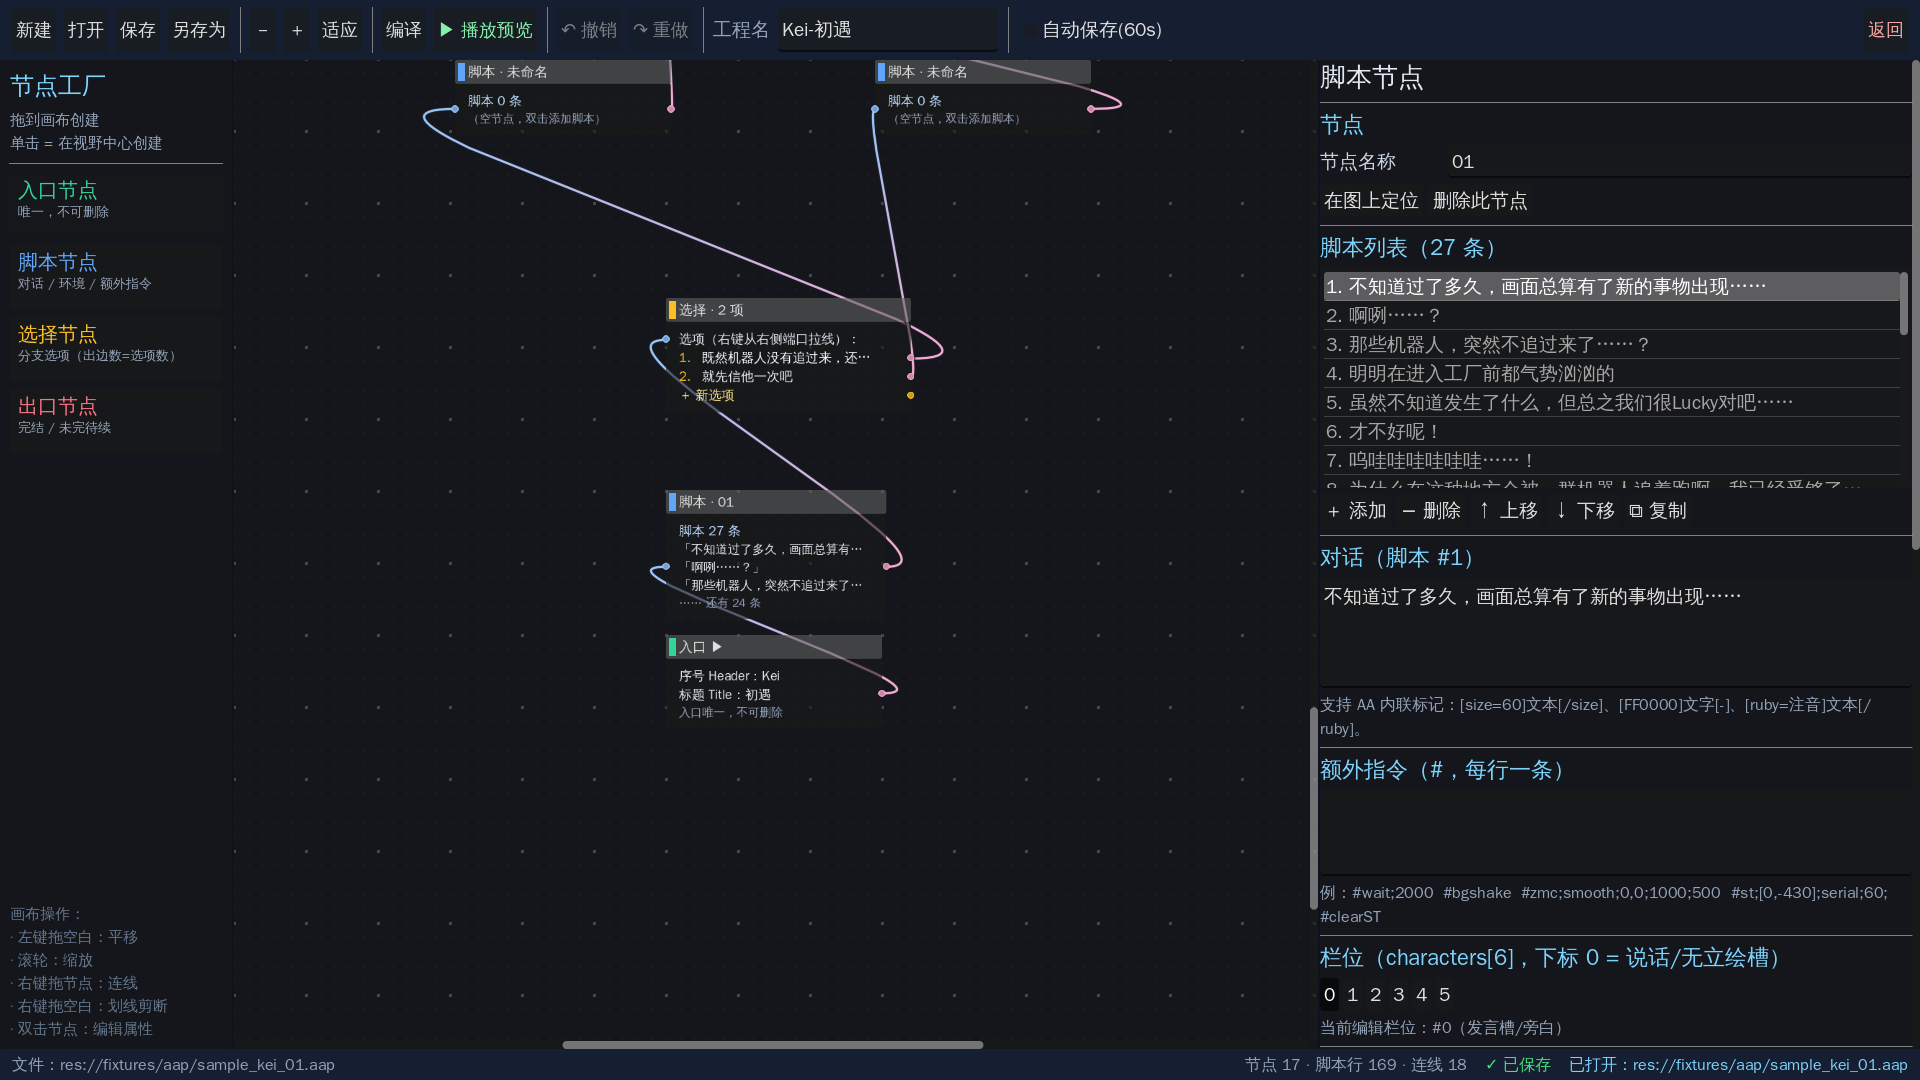 新建 打开 保存 另存为 − + 适应 编译 ▶ 播放预览 ↶ 撤销 ↷ 重做 工程名 Kei-初遇 自动保存(60s) 返回
节点工厂
拖到画布创建
单击 = 在视野中心创建
入口节点
唯一，不可删除
脚本节点
对话 / 环境 / 额外指令
选择节点
分支选项（出边数=选项数）
出口节点
完结 / 未完待续
画布操作：
· 左键拖空白：平移
· 滚轮：缩放
· 右键拖节点：连线
· 右键拖空白：划线剪断
· 双击节点：编辑属性
脚本 · 未命名
脚本 0 条
（空节点，双击添加脚本）
脚本 · 未命名
脚本 0 条
（空节点，双击添加脚本）
选择 · 2 项
选项（右键从右侧端口拉线）：
1. 既然机器人没有追过来，还…
2. 就先信他一次吧
+ 新选项
脚本 · 01
脚本 27 条
「不知道过了多久，画面总算有…
「啊咧……？」
「那些机器人，突然不追过来了…
…… 还有 24 条
入口 ▶
序号 Header：Kei
标题 Title：初遇
入口唯一，不可删除
脚本节点
节点
节点名称 01
在图上定位 删除此节点
脚本列表（27 条）
1. 不知道过了多久，画面总算有了新的事物出现……
2. 啊咧……？
3. 那些机器人，突然不追过来了……？
4. 明明在进入工厂前都气势汹汹的
5. 虽然不知道发生了什么，但总之我们很Lucky对吧……
6. 才不好呢！
7. 呜哇哇哇哇哇哇……！
8. 为什么在这种地方会被一群机器人追着跑啊，我已经受够了…
+ 添加 − 删除 ↑ 上移 ↓ 下移 ⧉ 复制
对话（脚本 #1）
不知道过了多久，画面总算有了新的事物出现……
支持 AA 内联标记：[size=60]文本[/size]、[FF0000]文字[-]、[ruby=注音]文本[/
ruby]。
额外指令（#，每行一条）
例：#wait;2000 #bgshake #zmc;smooth;0,0;1000;500 #st;[0,-430];serial;60;
#clearST
栏位（characters[6]，下标 0 = 说话/无立绘槽）
0 1 2 3 4 5
当前编辑栏位：#0（发言槽/旁白）
文件：res://fixtures/aap/sample_kei_01.aap 节点 17 · 脚本行 169 · 连线 18 ✓ 已保存 已打开：res://fixtures/aap/sample_kei_01.aap